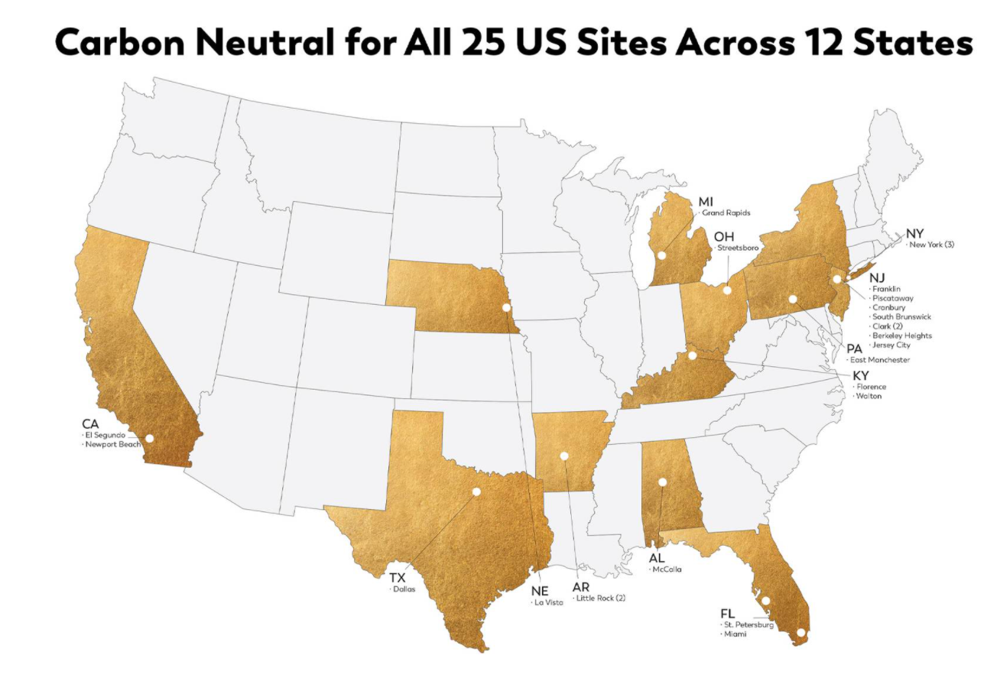 Carbon Neutral for All 25 US Sites Across 12 States
MI
· Grand Rapids
OH
· Streetsboro
NY
· New York (3)
NJ
· Franklin
· Piscataway
· Cranbury
· South Brunswick
· Clark (2)
· Berkeley Heights
· Jersey City
PA
· East Manchester
KY
· Florence
· Walton
CA
· El Segundo
· Newport Beach
TX
· Dallas
NE
· La Vista
AR
· Little Rock (2)
AL
· McCalla
FL
· St. Petersburg
· Miami